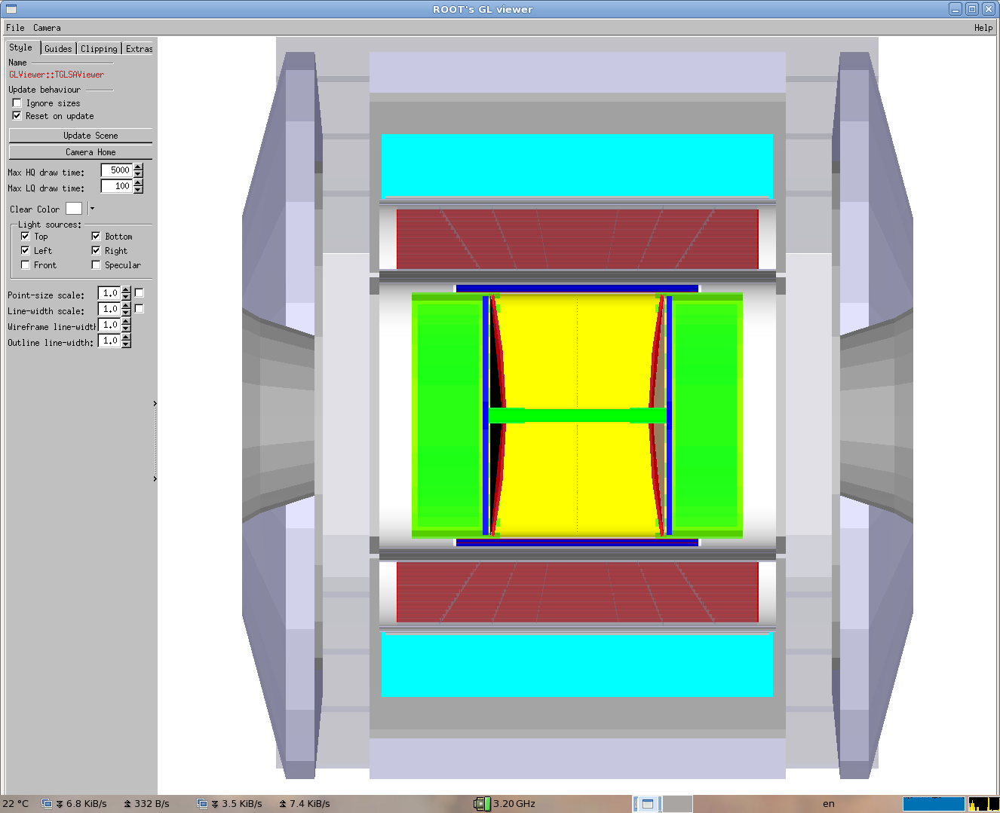 ROOT's GL viewer
File Camera Help
Style Guides Clipping Extras
Name
GLViewer::TGLSAViewer
Update behaviour
Ignore sizes
Reset on update
Update Scene
Camera Home
Max HQ draw time: 5000
Max LQ draw time: 100
Clear Color
Light sources:
Top Bottom
Left Right
Front Specular
Point-size scale: 1.0
Line-width scale: 1.0
Wireframe line-width 1.0
Outline line-width: 1.0
22 °C 6.8 KiB/s 332 B/s 3.5 KiB/s 7.4 KiB/s 3.20 GHz en